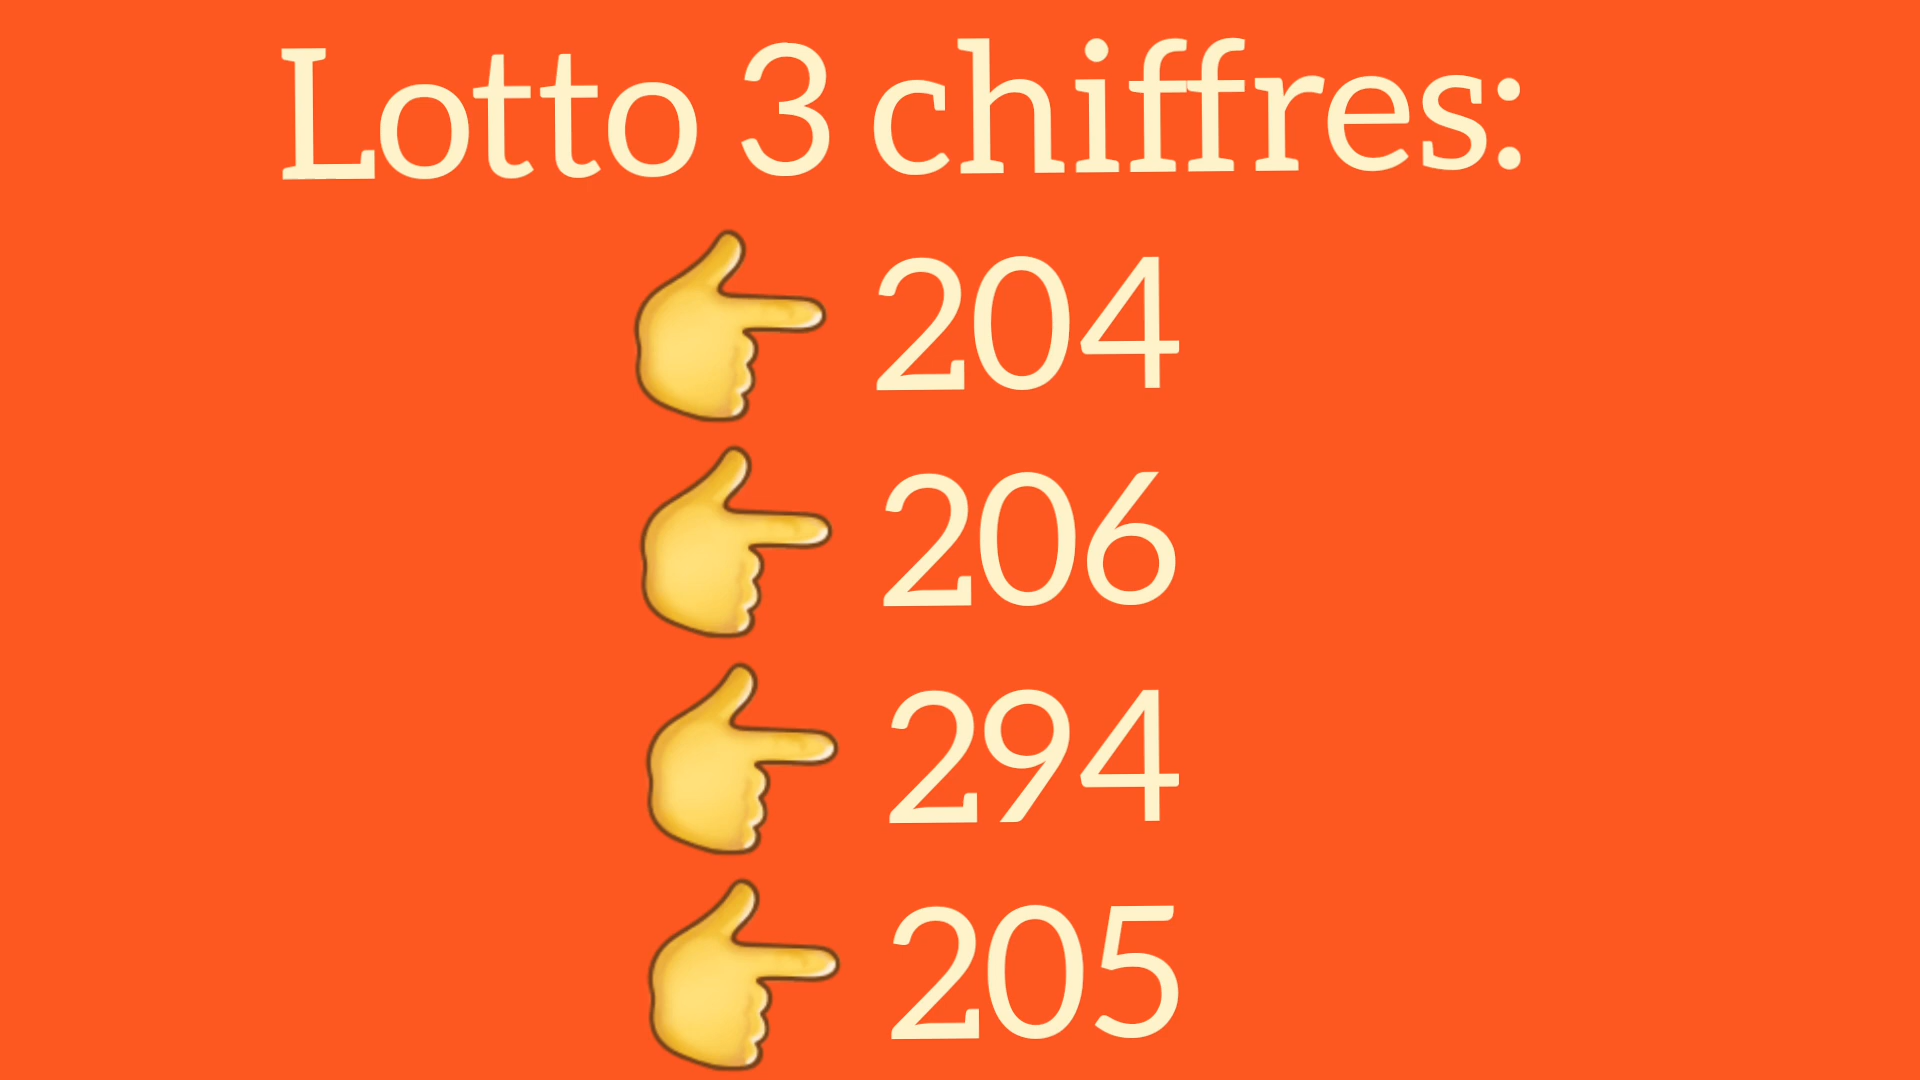 Lotto 3 chiffres:
👉 204
👉 206
👉 294
👉 205